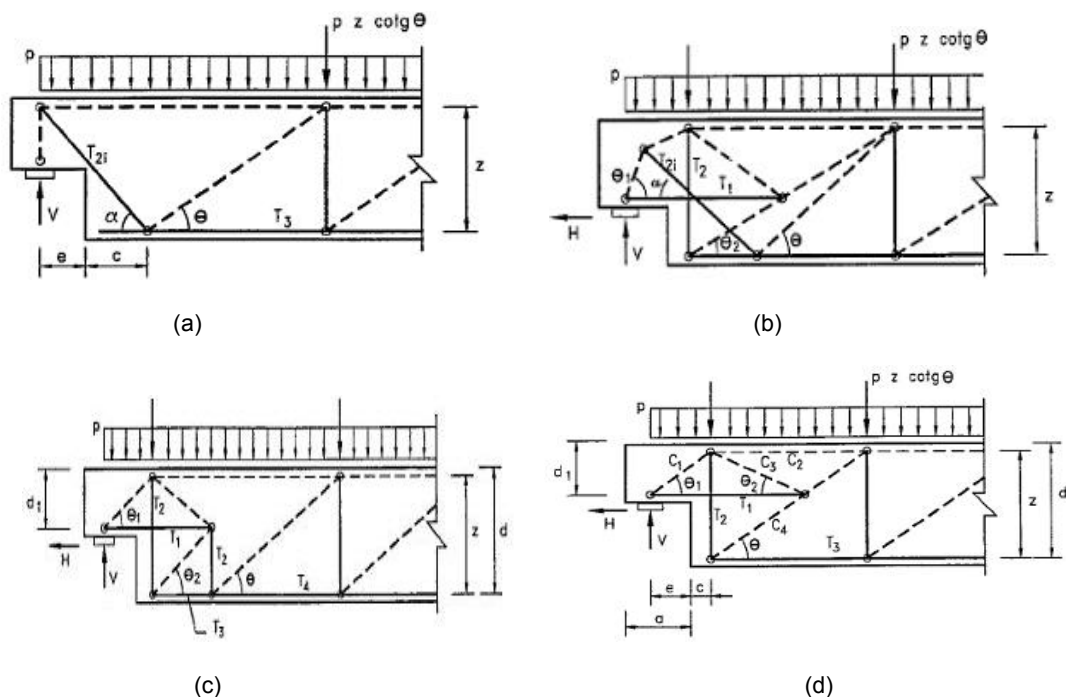 p z cotg θ
p
z
T2i
α
θ
T3
V
e
c
(a)
p z cotg θ
p
z
θ1
T2i
T2
α
T1
H
V
θ2
θ
(b)
p
d1
T2
z
d
θ1
T1
T2
H
V
θ2
θ
T4
T3
(c)
p z cotg θ
p
d1
C1
C2
C3
θ1
θ2
T1
z
d
H
T2
C4
V
θ
T3
e
c
a
(d)